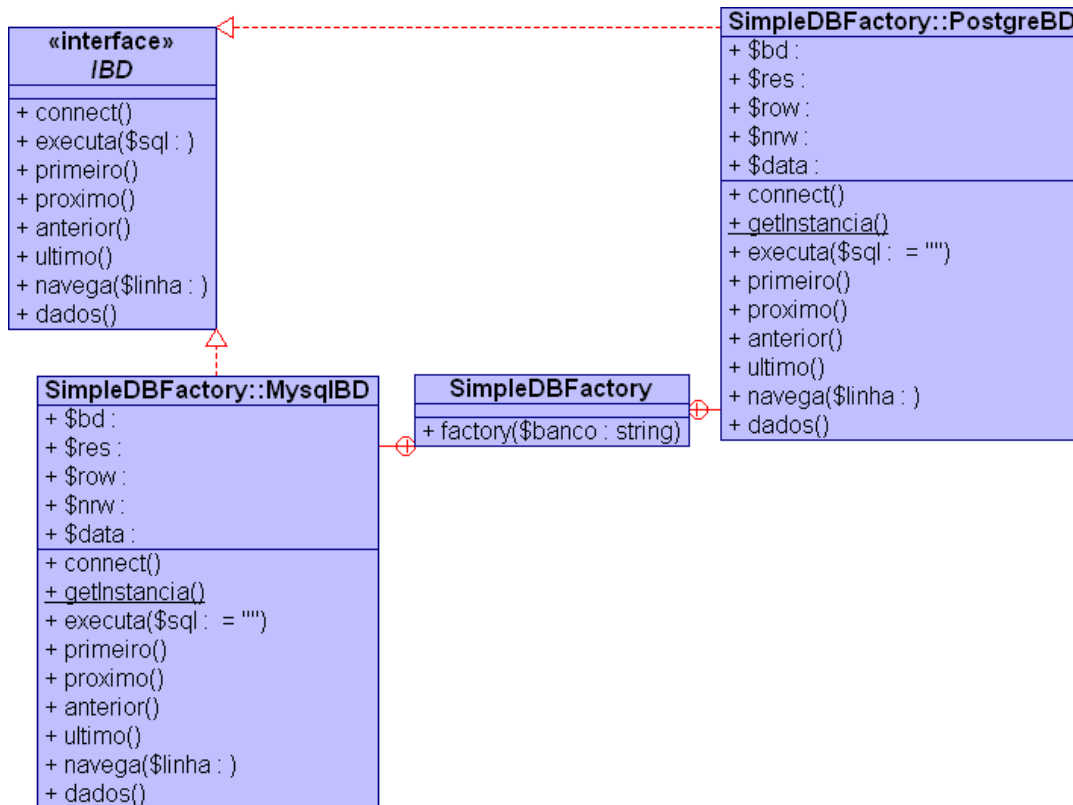 «interface»
IBD
+ connect()
+ executa($sql : )
+ primeiro()
+ proximo()
+ anterior()
+ ultimo()
+ navega($linha : )
+ dados()
SimpleDBFactory::PostgreBD
+ $bd :
+ $res :
+ $row :
+ $nrw :
+ $data :
+ connect()
+ getInstancia()
+ executa($sql : = "")
+ primeiro()
+ proximo()
+ anterior()
+ ultimo()
+ navega($linha : )
+ dados()
SimpleDBFactory::MysqlBD
+ $bd :
+ $res :
+ $row :
+ $nrw :
+ $data :
+ connect()
+ getInstancia()
+ executa($sql : = "")
+ primeiro()
+ proximo()
+ anterior()
+ ultimo()
+ navega($linha : )
+ dados()
SimpleDBFactory
+ factory($banco : string)